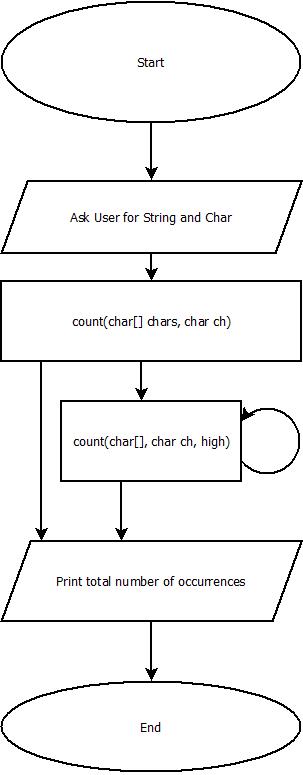 Start
Ask User for String and Char
count(char[] chars, char ch)
count(char[], char ch, high)
Print total number of occurrences
End